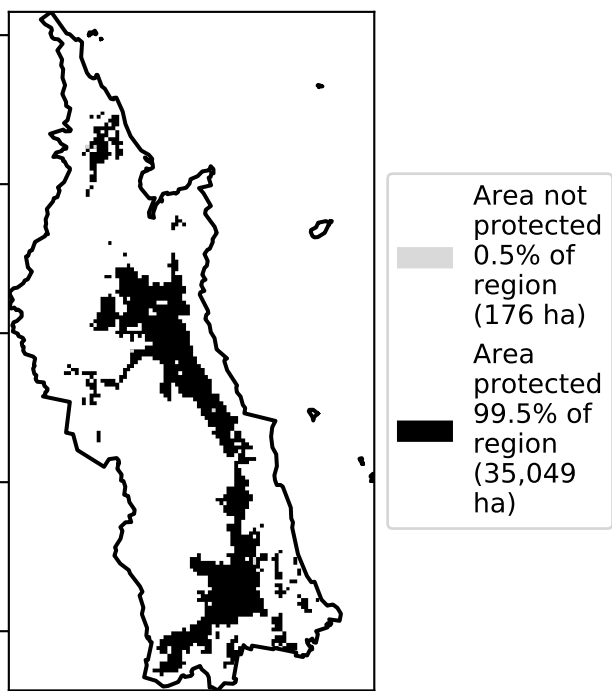 Area not
protected
0.5% of
region
(176 ha)
Area
protected
99.5% of
region
(35,049
ha)